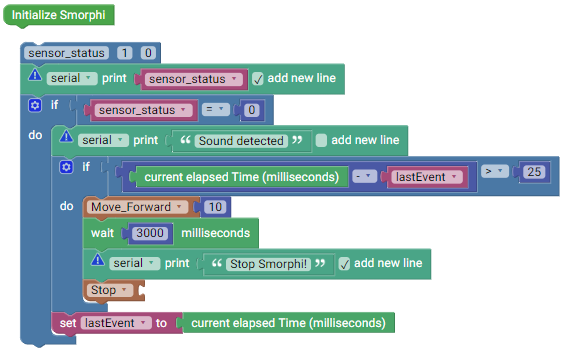 Initialize Smorphi
sensor_status 1 0
serial print sensor_status add new line
if sensor_status = 0
do serial print “ Sound detected ” add new line
if current elapsed Time (milliseconds) - lastEvent > 25
do Move_Forward 10
wait 3000 milliseconds
serial print “ Stop Smorphi! ” add new line
Stop
set lastEvent to current elapsed Time (milliseconds)